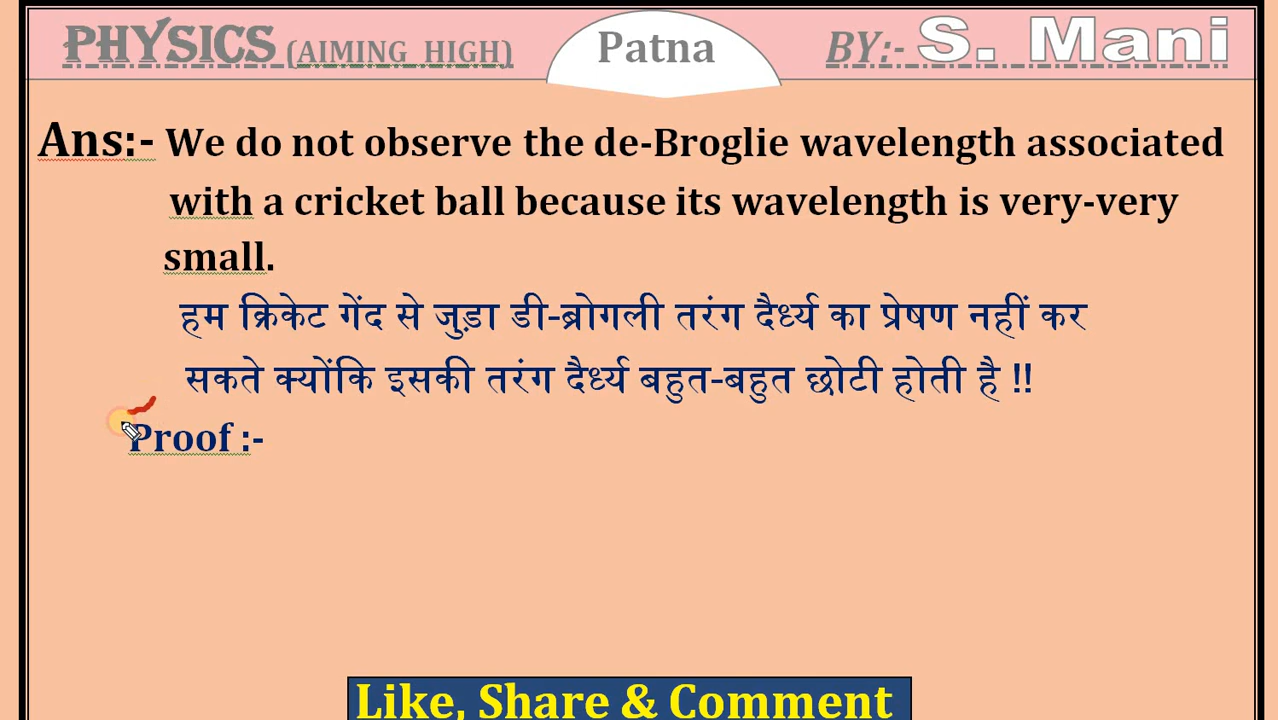 PHYSICS (AIMING HIGH) Patna BY:- S. Mani
Ans:- We do not observe the de-Broglie wavelength associated
with a cricket ball because its wavelength is very-very
small.
हम क्रिकेट गेंद से जुड़ा डी-ब्रोगली तरंग दैर्ध्य का प्रेषण नहीं कर
सकते क्योंकि इसकी तरंग दैर्ध्य बहुत-बहुत छोटी होती है !!
Proof :-
Like, Share & Comment